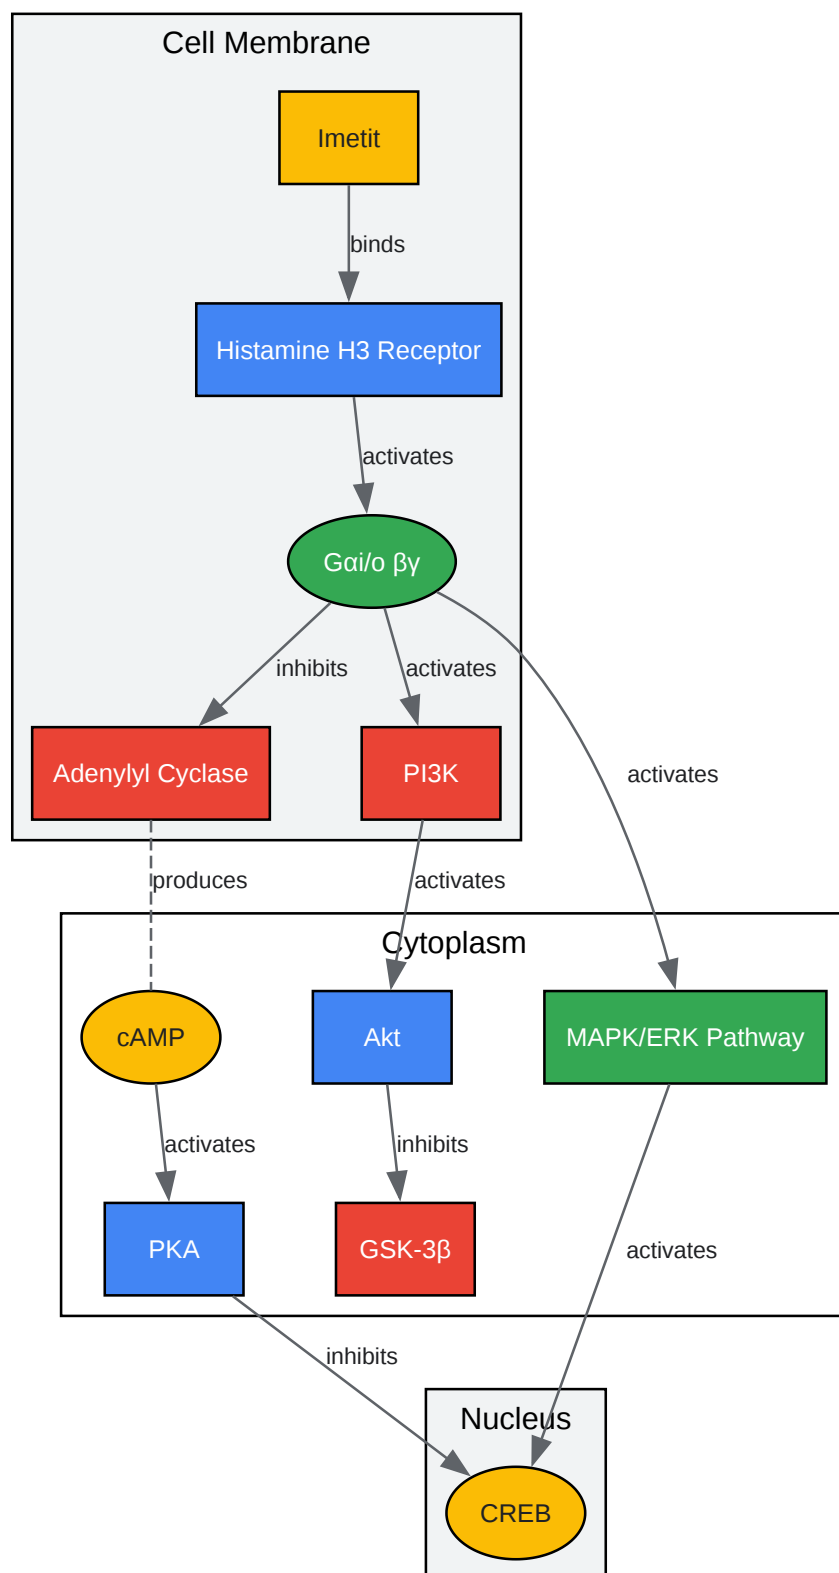 Cell Membrane
Imetit
binds
Histamine H3 Receptor
activates
Gαi/o βγ
inhibits
activates
Adenylyl Cyclase
PI3K
activates
produces
activates
Cytoplasm
cAMP
Akt
MAPK/ERK Pathway
activates
inhibits
PKA
GSK-3β
activates
inhibits
Nucleus
CREB